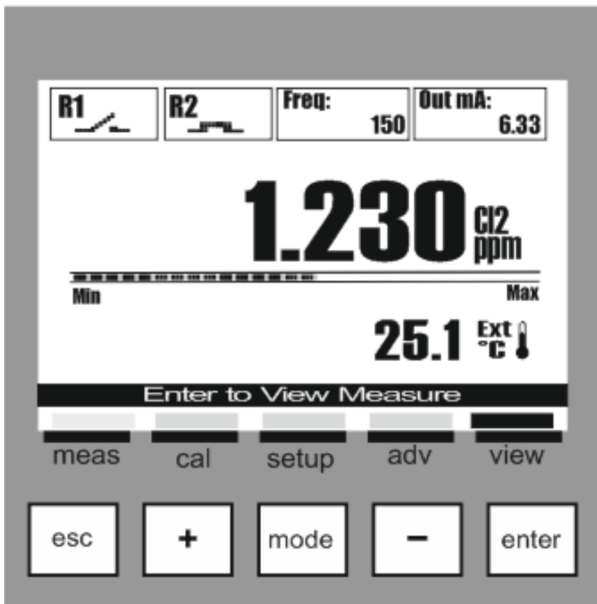 R1 R2 Freq: 150 Out mA: 6.33
1.230 Cl2 ppm
Min Max
25.1 Ext °C
Enter to View Measure
meas cal setup adv view
esc + mode − enter